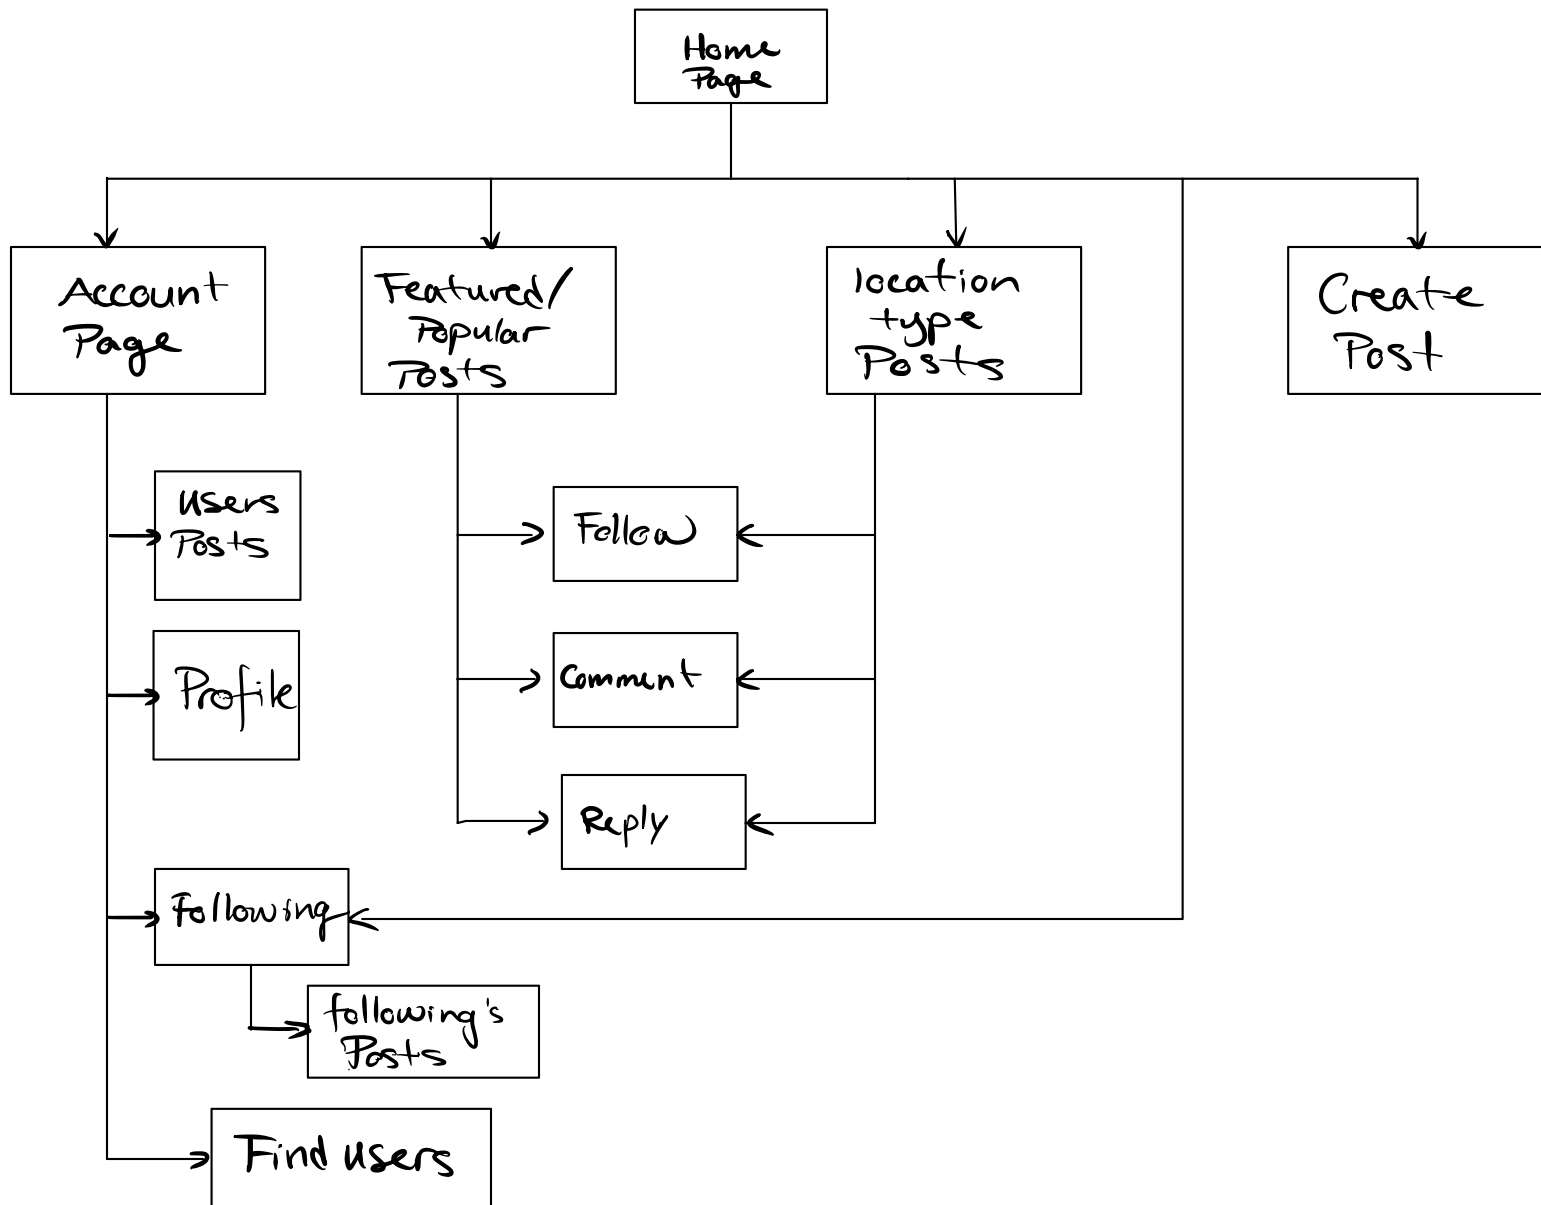 Home
Page
Account
Page
Featured/
Popular
Posts
location
type
Posts
Create
Post
Users
Posts
Follow
Comment
Profile
Reply
Following
following's
Posts
Find users